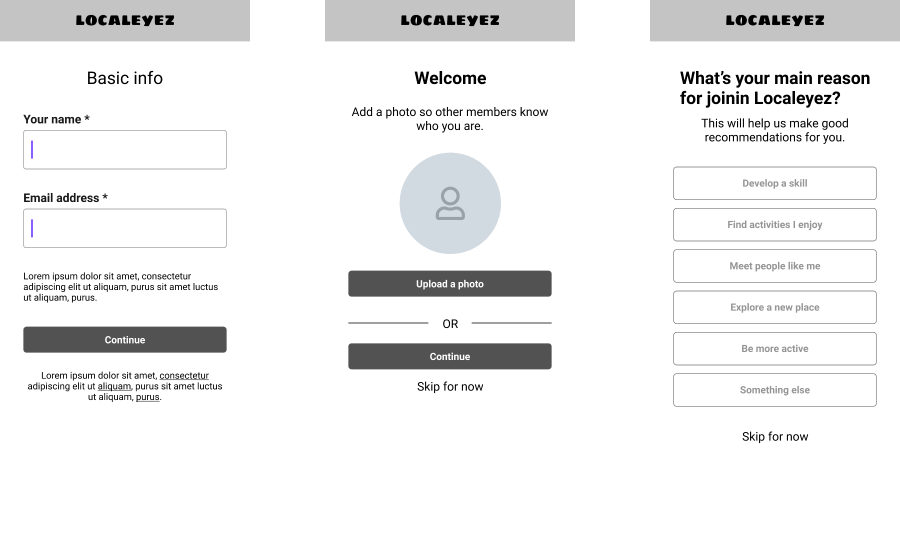 LOCALEYEZ
Basic info
Your name *
Email address *
Lorem ipsum dolor sit amet, consectetur
adipiscing elit ut aliquam, purus sit amet luctus
ut aliquam, purus.
Continue
Lorem ipsum dolor sit amet, consectetur
adipiscing elit ut aliquam, purus sit amet luctus
ut aliquam, purus.
LOCALEYEZ
Welcome
Add a photo so other members know
who you are.
Upload a photo
OR
Continue
Skip for now
LOCALEYEZ
What's your main reason
for joinin Localeyez?
This will help us make good
recommendations for you.
Develop a skill
Find activities I enjoy
Meet people like me
Explore a new place
Be more active
Something else
Skip for now